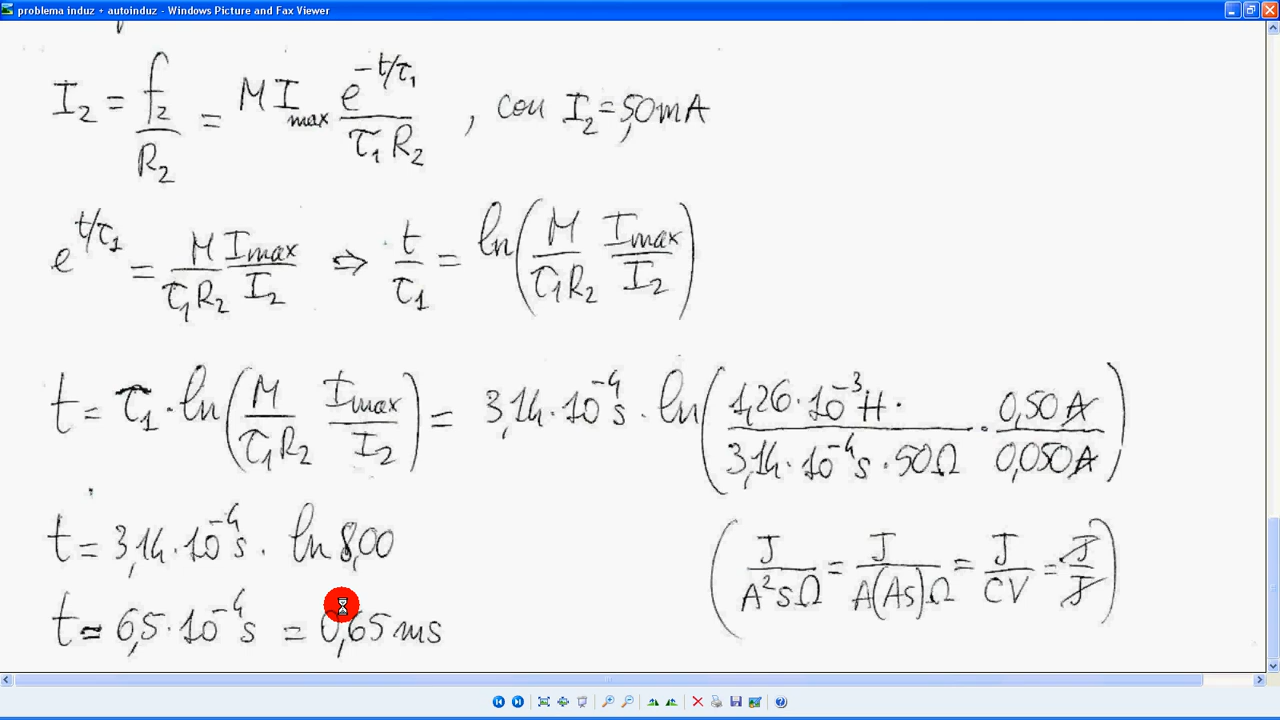 problema induz + autoinduz - Windows Picture and Fax Viewer
I₂ = f₂/R₂ = M I_max e^(-t/τ₁)/(τ₁R₂) , con I₂ = 5,0 mA
e^(t/τ₁) = M/(τ₁R₂) I_max/I₂ ⇒ t/τ₁ = ln(M/(τ₁R₂) I_max/I₂)
t = τ₁ · ln(M/(τ₁R₂) I_max/I₂) = 3,14·10⁻⁴ s · ln(1,26·10⁻³ H · /(3,14·10⁻⁴ s · 50Ω) · 0,50 A/0,050 A)
t = 3,14·10⁻⁴ s · ln 8,00
(J/(A²sΩ) = J/(A(As)Ω) = J/(CV) = J/J)
t = 6,5·10⁻⁴ s = 0,65 ms